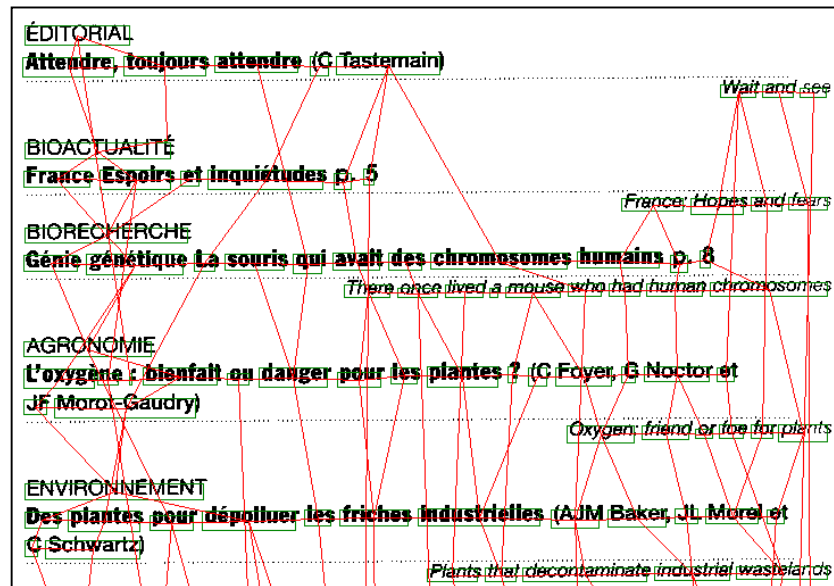 ÉDITORIAL
Attendre, toujours attendre (C Tastemain)
Wait and see
BIOACTUALITÉ
France Espoirs et inquiétudes p. 5
France: Hopes and fears
BIORECHERCHE
Génie génétique La souris qui avait des chromosomes humains p. 8
There once lived a mouse who had human chromosomes
AGRONOMIE
L'oxygène : bienfait ou danger pour les plantes ? (C Foyer, G Noctor et
JF Morot-Gaudry)
Oxygen: friend or foe for plants
ENVIRONNEMENT
Des plantes pour dépolluer les friches industrielles (AJM Baker, JL Morel et
C Schwartz)
Plants that decontaminate industrial wastelands